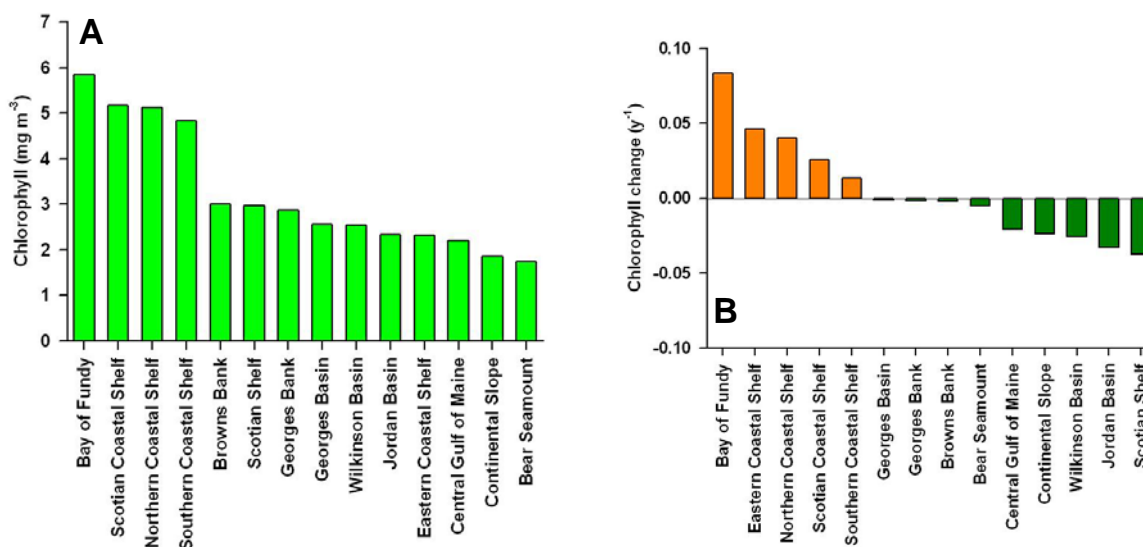 A
Chlorophyll (mg m⁻³)
7
6
5
4
3
2
1
0
Bay of Fundy
Scotian Coastal Shelf
Northern Coastal Shelf
Southern Coastal Shelf
Browns Bank
Scotian Shelf
Georges Bank
Georges Basin
Wilkinson Basin
Jordan Basin
Eastern Coastal Shelf
Central Gulf of Maine
Continental Slope
Bear Seamount
B
Chlorophyll change (y⁻¹)
0.10
0.05
0.00
-0.05
-0.10
Bay of Fundy
Eastern Coastal Shelf
Northern Coastal Shelf
Scotian Coastal Shelf
Southern Coastal Shelf
Georges Basin
Georges Bank
Browns Bank
Bear Seamount
Central Gulf of Maine
Continental Slope
Wilkinson Basin
Jordan Basin
Scotian Shelf